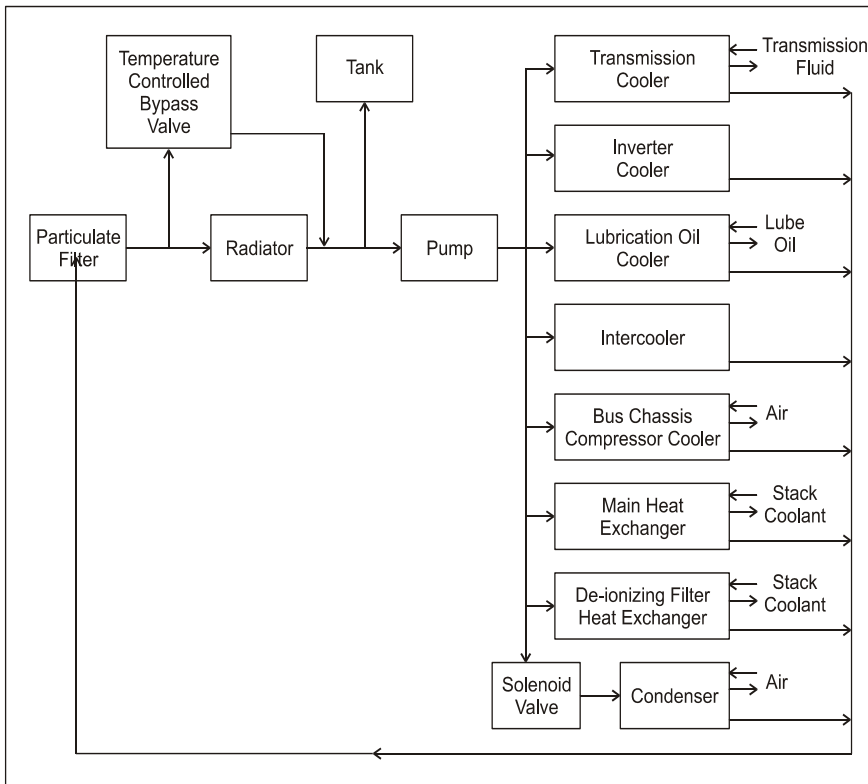 Temperature
Controlled
Bypass
Valve
Tank
Transmission
Cooler
Transmission
Fluid
Inverter
Cooler
Particulate
Filter
Radiator
Pump
Lubrication Oil
Cooler
Lube
Oil
Intercooler
Bus Chassis
Compressor Cooler
Air
Main Heat
Exchanger
Stack
Coolant
De-ionizing Filter
Heat Exchanger
Stack
Coolant
Solenoid
Valve
Condenser
Air